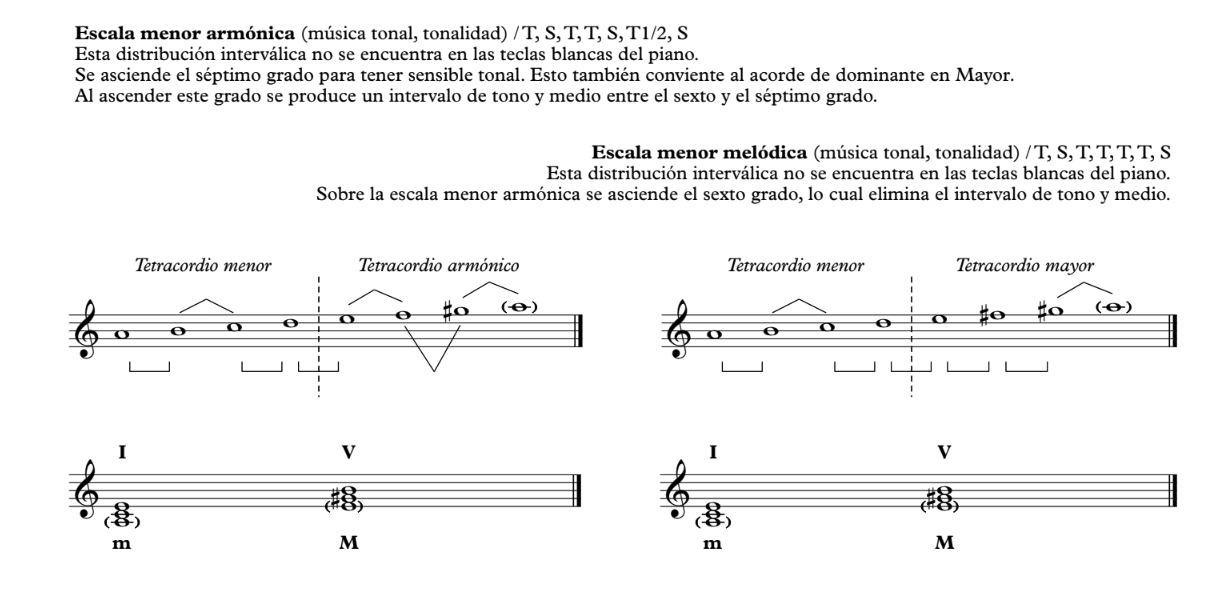 Escala menor armónica (música tonal, tonalidad) / T, S, T, T, S, T1/2, S
Esta distribución interválica no se encuentra en las teclas blancas del piano.
Se asciende el séptimo grado para tener sensible tonal. Esto también conviente al acorde de dominante en Mayor.
Al ascender este grado se produce un intervalo de tono y medio entre el sexto y el séptimo grado.
Escala menor melódica (música tonal, tonalidad) / T, S, T, T, T, T, S
Esta distribución interválica no se encuentra en las teclas blancas del piano.
Sobre la escala menor armónica se asciende el sexto grado, lo cual elimina el intervalo de tono y medio.
Tetracordio menor Tetracordio armónico
Tetracordio menor Tetracordio mayor
I V
m M
I V
m M